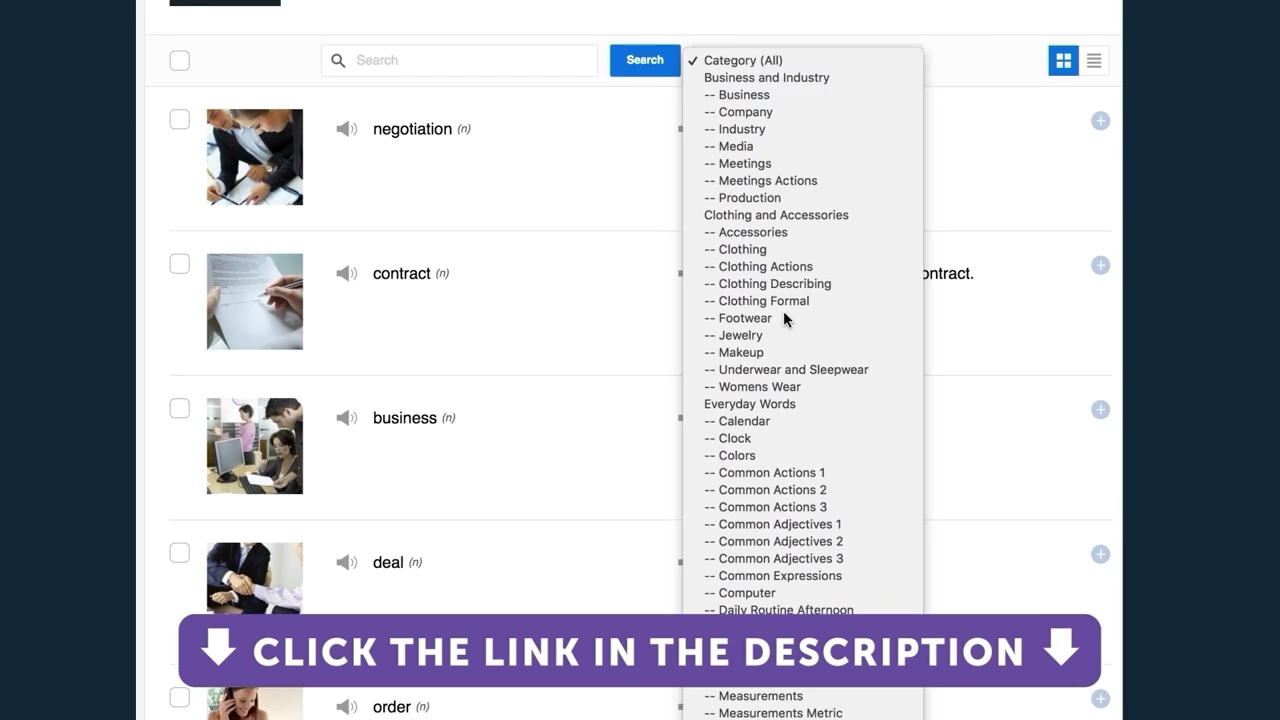 Search
Search
✓ Category (All)
Business and Industry
-- Business
-- Company
-- Industry
-- Media
-- Meetings
-- Meetings Actions
-- Production
Clothing and Accessories
-- Accessories
-- Clothing
-- Clothing Actions
-- Clothing Describing
-- Clothing Formal
-- Footwear
-- Jewelry
-- Makeup
-- Underwear and Sleepwear
-- Womens Wear
Everyday Words
-- Calendar
-- Clock
-- Colors
-- Common Actions 1
-- Common Actions 2
-- Common Actions 3
-- Common Adjectives 1
-- Common Adjectives 2
-- Common Adjectives 3
-- Common Expressions
-- Computer
-- Daily Routine Afternoon
-- Measurements
-- Measurements Metric
negotiation (n)
contract (n)
ontract.
business (n)
deal (n)
order (n)
CLICK THE LINK IN THE DESCRIPTION